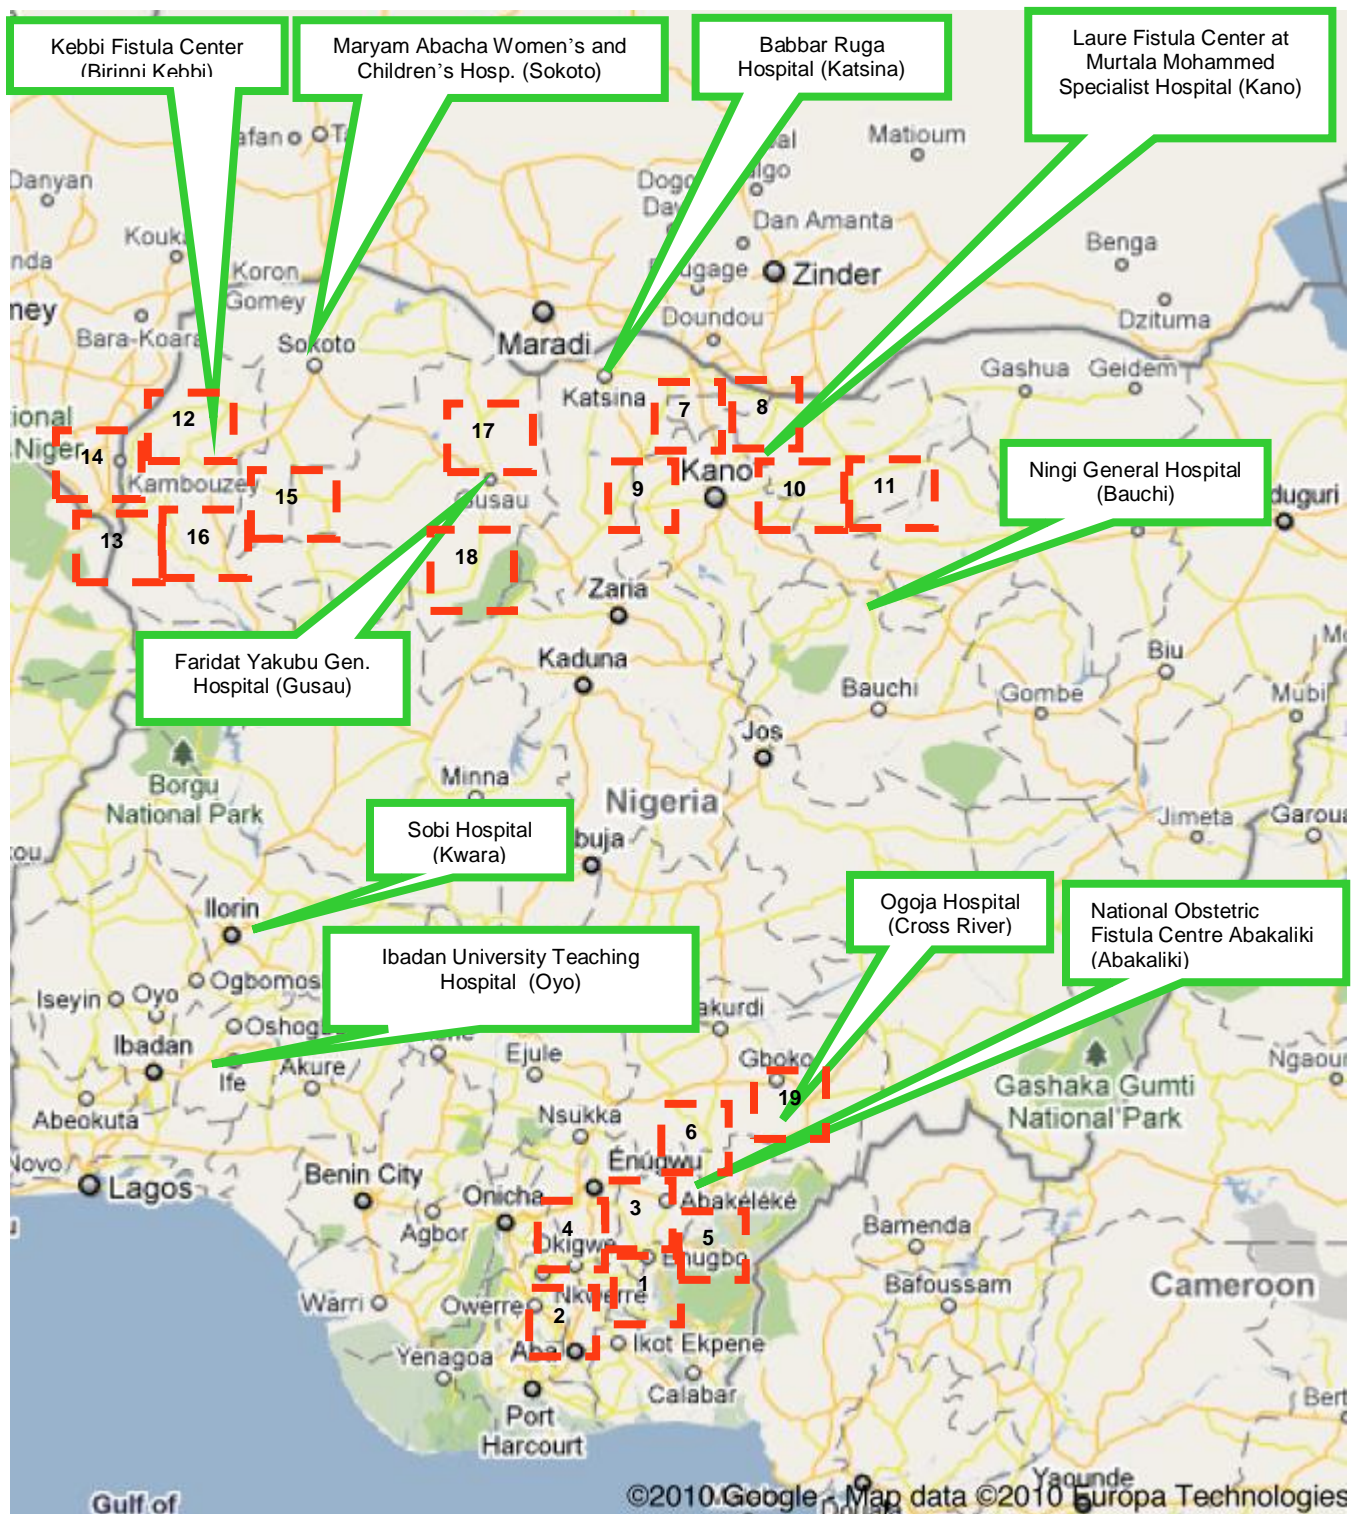 Kebbi Fistula Center
(Birinni Kebbi)
Maryam Abacha Women's and
Children's Hosp. (Sokoto)
Babbar Ruga
Hospital (Katsina)
Laure Fistula Center at
Murtala Mohammed
Specialist Hospital (Kano)
Matioum
Danyan
Dan Amanta
Kouka
Koron
Gomey
Benga
Zinder
Doundou
Dzituma
Bara-Koara
Maradi
Sokoto
Katsina
Gashua
Geidem
12
17
7
8
14
Kambouzey
15
Gusau
9
Kano
10
11
Ningi General Hospital
(Bauchi)
13
16
18
Zaria
Faridat Yakubu Gen.
Hospital (Gusau)
Kaduna
Bauchi
Gombe
Biu
Mubi
Jos
Borgu
National Park
Minna
Nigeria
Jimeta
Sobi Hospital
(Kwara)
Ilorin
Ogoja Hospital
(Cross River)
National Obstetric
Fistula Centre Abakaliki
(Abakaliki)
Ibadan University Teaching
Hospital (Oyo)
Iseyin
Oyo
Ibadan
Ife
Akure
Ejule
Gboko
Abeokuta
Nsukka
19
Gashaka Gumti
National Park
6
Lagos
Benin City
Onicha
Énúgwu
Abakéléké
Agbor
4
3
5
Okigwe
Enugbo
Bamenda
Bafoussam
Cameroon
Warri
Owerre
Nkwerre
1
2
Aba
Ikot Ekpene
Yenagoa
Calabar
Port
Harcourt
Yaounde
Gulf of
©2010 Google - Map data ©2010 Europa Technologies